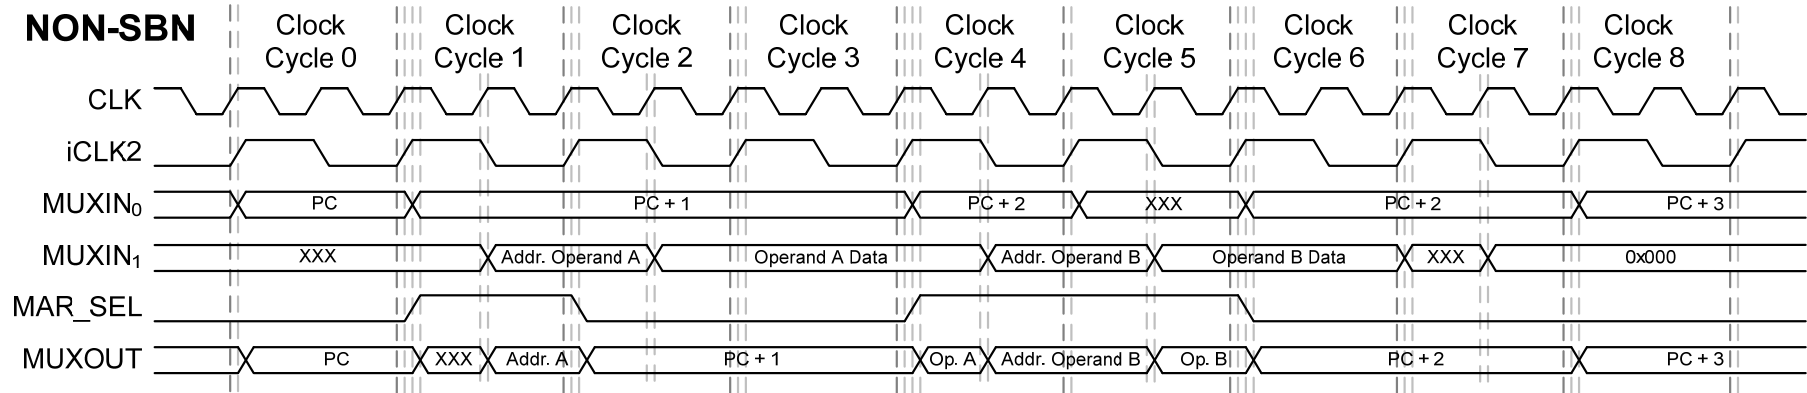 NON-SBN
Clock Cycle 0
Clock Cycle 1
Clock Cycle 2
Clock Cycle 3
Clock Cycle 4
Clock Cycle 5
Clock Cycle 6
Clock Cycle 7
Clock Cycle 8
CLK
iCLK2
MUXIN₀ PC PC + 1 PC + 2 XXX PC + 2 PC + 3
MUXIN₁ XXX Addr. Operand A Operand A Data Addr. Operand B Operand B Data XXX 0x000
MAR_SEL
MUXOUT PC XXX Addr. A PC + 1 Op. A Addr. Operand B Op. B PC + 2 PC + 3